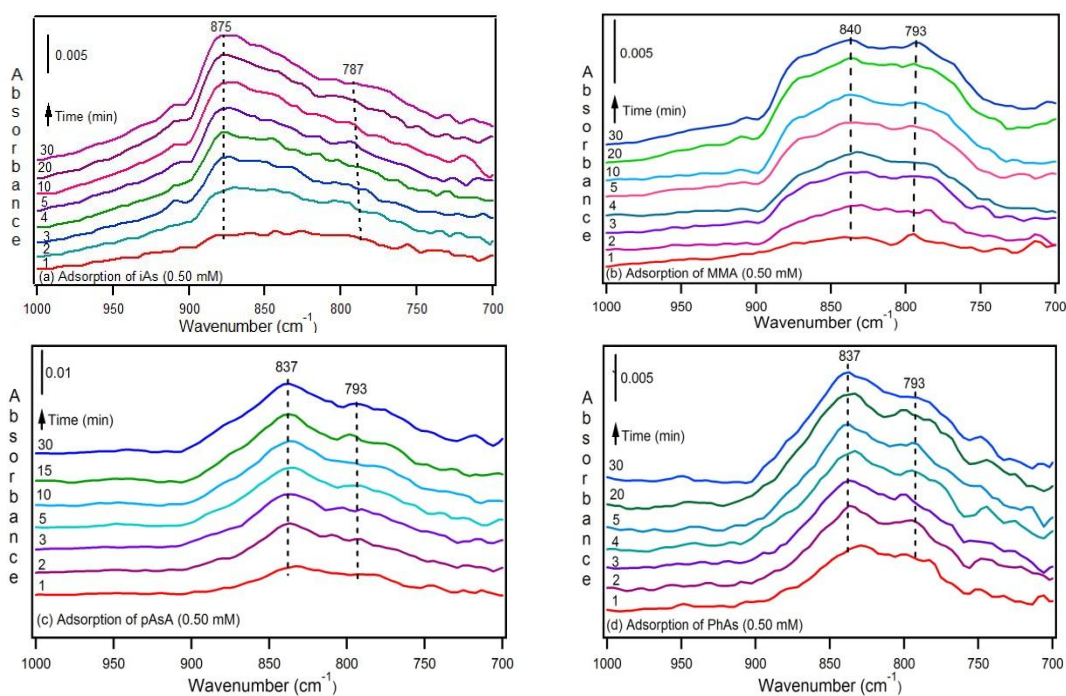 875
787
0.005
Absorbance
Time (min)
30
20
10
5
4
3
2
1
(a) Adsorption of iAs (0.50 mM)
1000 950 900 850 800 750 700
Wavenumber (cm-1)
840
793
0.005
Absorbance
Time (min)
30
20
10
5
4
3
2
1
(b) Adsorption of MMA (0.50 mM)
1000 950 900 850 800 750 700
Wavenumber (cm-1)
837
793
0.01
Absorbance
Time (min)
30
15
10
5
3
2
1
(c) Adsorption of pAsA (0.50 mM)
1000 950 900 850 800 750 700
Wavenumber (cm-1)
837
793
0.005
Absorbance
Time (min)
30
20
5
4
3
2
1
(d) Adsorption of PhAs (0.50 mM)
1000 950 900 850 800 750 700
Wavenumber (cm-1)